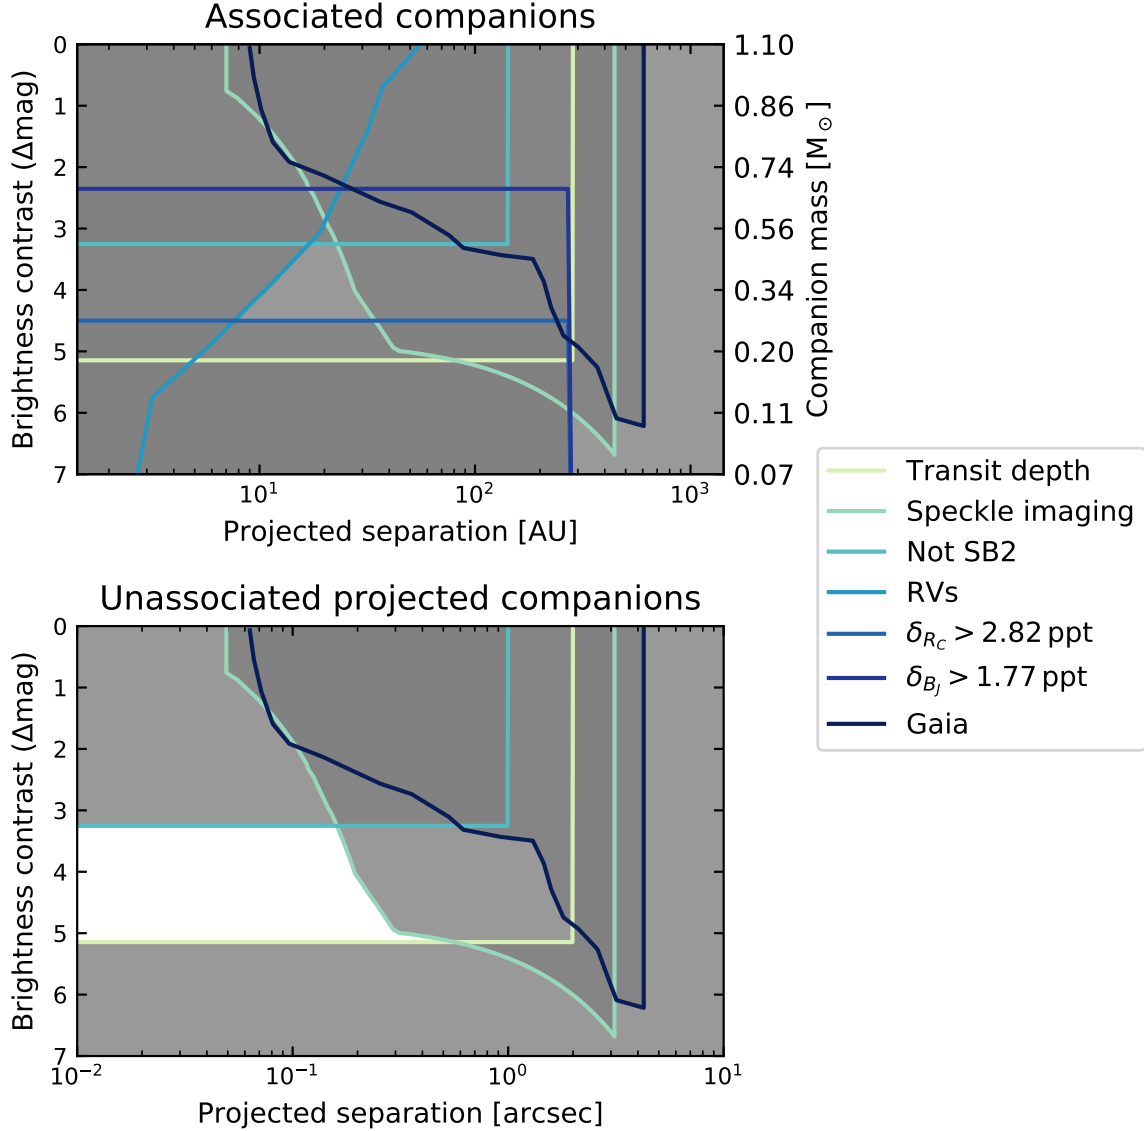 Associated companions
0
1
2
3
4
5
6
7
Brightness contrast (Δmag)
1.10
0.86
0.74
0.56
0.34
0.20
0.11
0.07
Companion mass [M⊙]
10¹ 10² 10³
Projected separation [AU]
Transit depth
Speckle imaging
Not SB2
RVs
δ_{R_C} > 2.82 ppt
δ_{B_J} > 1.77 ppt
Gaia
Unassociated projected companions
0
1
2
3
4
5
6
7
Brightness contrast (Δmag)
10⁻² 10⁻¹ 10⁰ 10¹
Projected separation [arcsec]